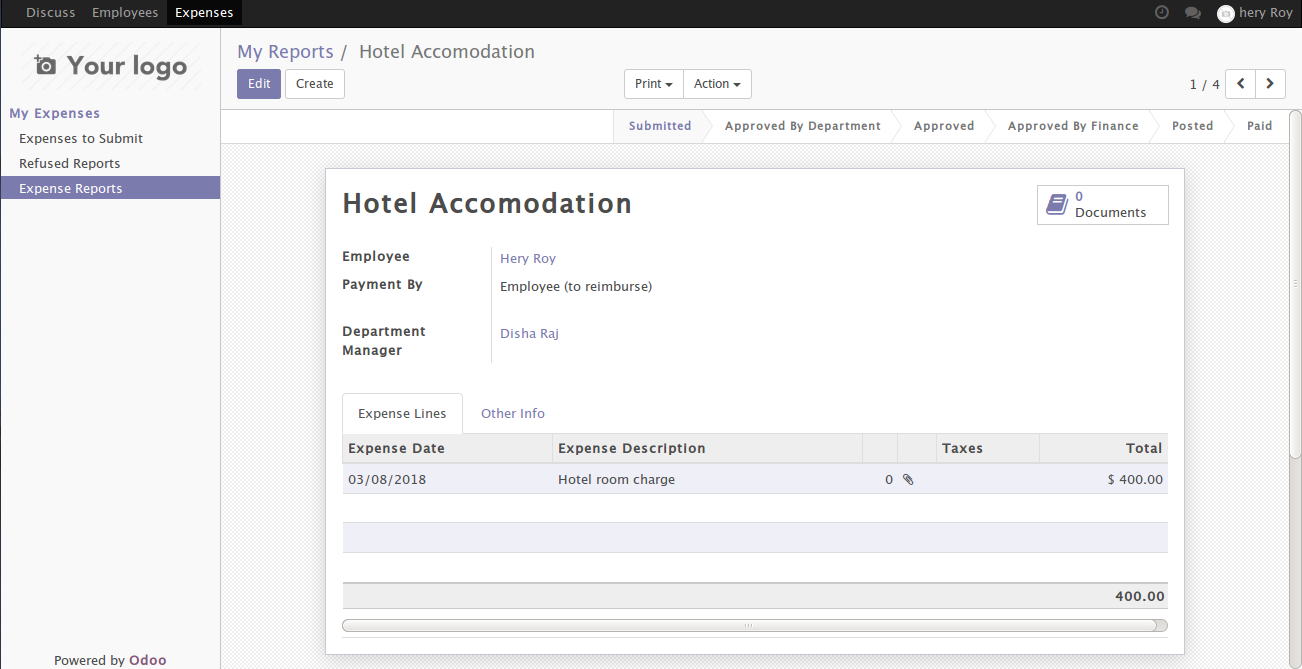 Discuss Employees Expenses hery Roy
Your logo
My Reports / Hotel Accomodation
Edit Create Print Action 1 / 4
My Expenses
Expenses to Submit
Refused Reports
Expense Reports
Submitted Approved By Department Approved Approved By Finance Posted Paid
Hotel Accomodation
0
Documents
Employee Hery Roy
Payment By Employee (to reimburse)
Department Disha Raj
Manager
Expense Lines Other Info
Expense Date Expense Description Taxes Total
03/08/2018 Hotel room charge 0 $ 400.00
400.00
Powered by Odoo